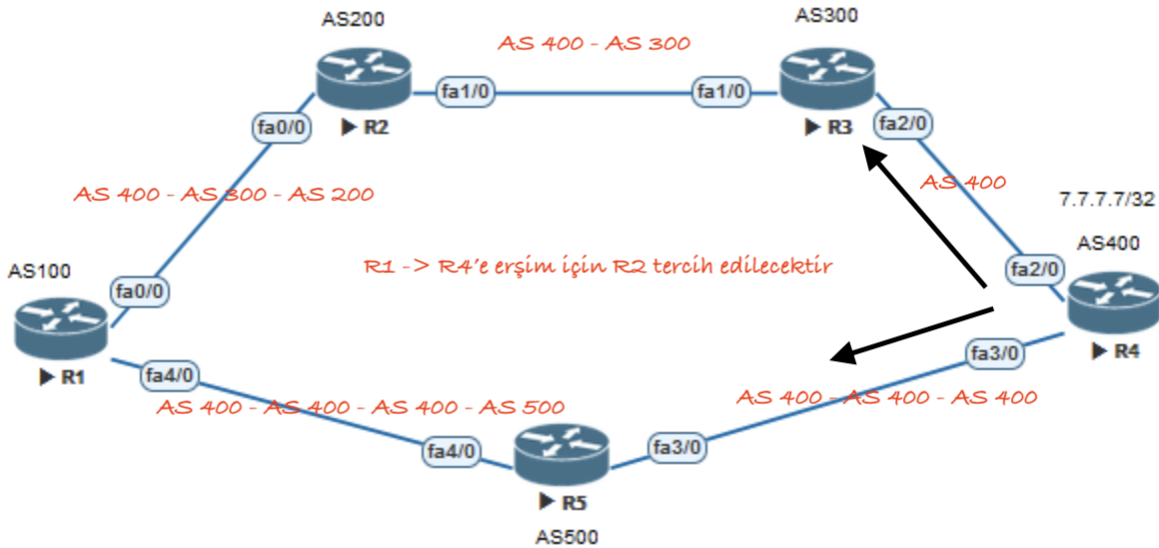 AS200
AS 400 - AS 300
AS300
fa1/0
fa1/0
fa0/0
R2
R3
fa2/0
AS 400 - AS 300 - AS 200
AS 400
7.7.7.7/32
AS400
AS100
R1 -> R4'e erşim için R2 tercih edilecektir
fa2/0
fa0/0
R4
fa3/0
R1
fa4/0
AS 400 - AS 400 - AS 400 - AS 500
AS 400 - AS 400 - AS 400
fa4/0
fa3/0
R5
AS500